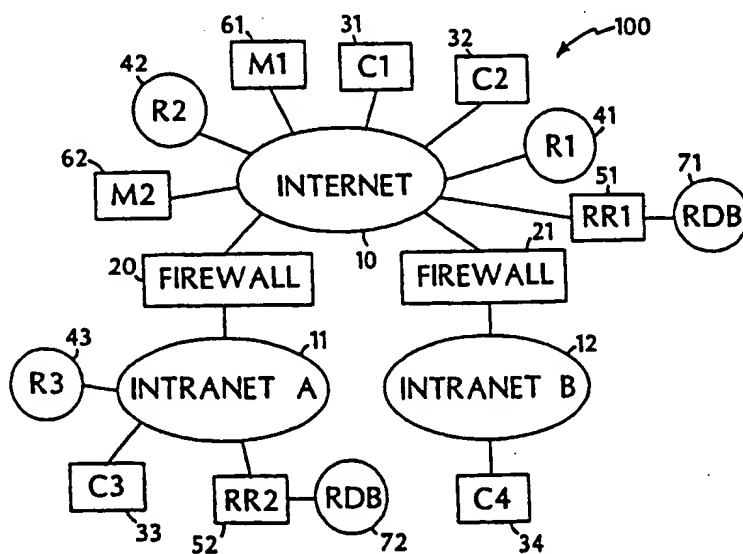 61
31
32
100
42
M1
C1
C2
R2
41
R1
62
M2
INTERNET
51
71
RR1
RDB
10
20
FIREWALL
21
FIREWALL
43
11
12
R3
INTRANET A
INTRANET B
C3
33
RR2
52
RDB
72
C4
34